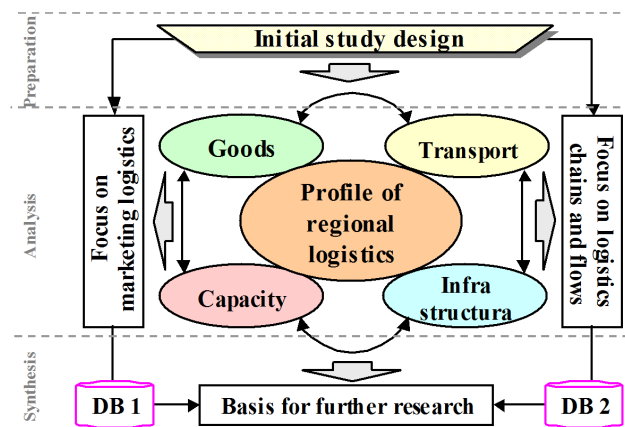 Preparation
Initial study design
Analysis
Focus on
marketing logistics
Goods
Transport
Profile of
regional
logistics
Capacity
Infra
structura
Focus on logistics
chains and flows
Synthesis
DB 1
Basis for further research
DB 2